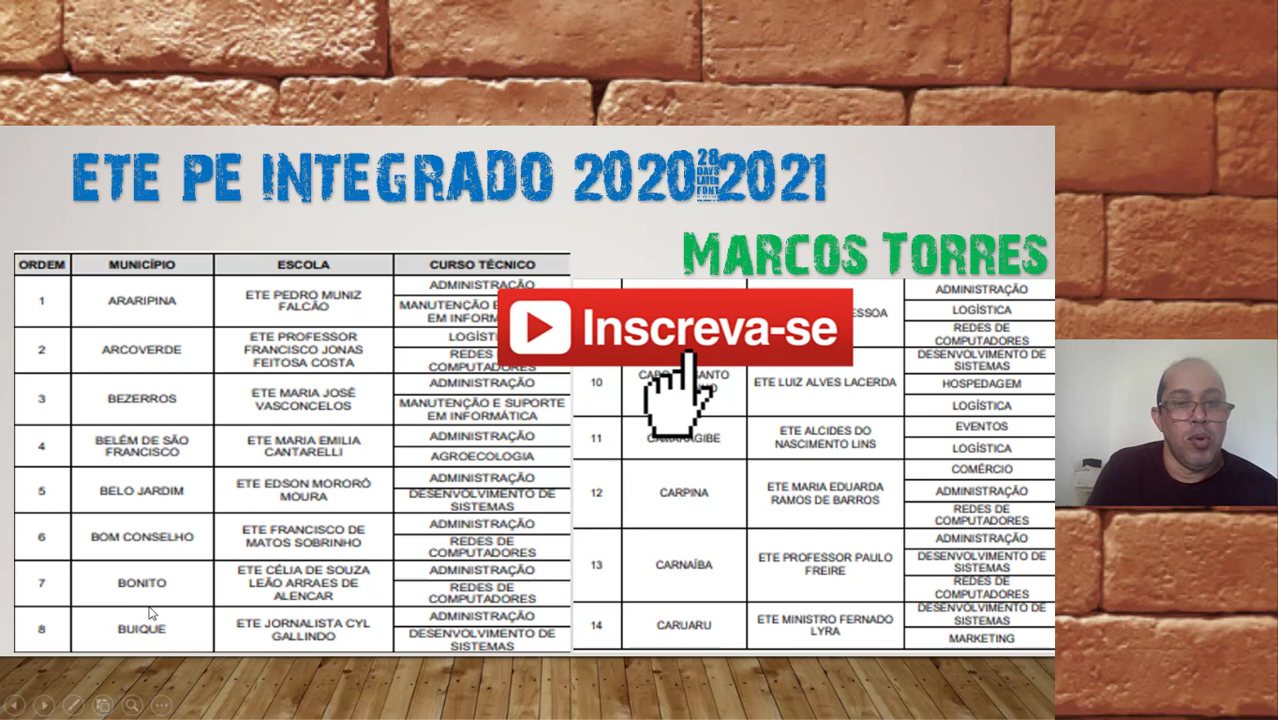 ETE PE INTEGRADO 2020 28 DAYS LATER FONT 2021
MARCOS TORRES
ORDEM MUNICÍPIO ESCOLA CURSO TÉCNICO
1 ARARIPINA ETE PEDRO MUNIZ
FALCÃO
ADMINISTRAÇÃO
MANUTENÇÃO E
EM INFORM
2 ARCOVERDE ETE PROFESSOR
FRANCISCO JONAS
FEITOSA COSTA
LOGÍST
REDES
COMPUTADORES
3 BEZERROS ETE MARIA JOSÉ
VASCONCELOS
ADMINISTRAÇÃO
MANUTENÇÃO E SUPORTE
EM INFORMÁTICA
4 BELÉM DE SÃO
FRANCISCO
ETE MARIA EMILIA
CANTARELLI
ADMINISTRAÇÃO
AGROECOLOGIA
5 BELO JARDIM ETE EDSON MORORÓ
MOURA
ADMINISTRAÇÃO
DESENVOLVIMENTO DE
SISTEMAS
6 BOM CONSELHO ETE FRANCISCO DE
MATOS SOBRINHO
ADMINISTRAÇÃO
REDES DE
COMPUTADORES
7 BONITO ETE CÉLIA DE SOUZA
LEÃO ARRAES DE
ALENCAR
ADMINISTRAÇÃO
REDES DE
COMPUTADORES
8 BUIQUE ETE JORNALISTA CYL
GALLINDO
ADMINISTRAÇÃO
DESENVOLVIMENTO DE
SISTEMAS
Inscreva-se
ESSOA
ADMINISTRAÇÃO
LOGÍSTICA
REDES DE
COMPUTADORES
10 ETE LUIZ ALVES LACERDA
DESENVOLVIMENTO DE
SISTEMAS
HOSPEDAGEM
LOGÍSTICA
11 ETE ALCIDES DO
NASCIMENTO LINS
EVENTOS
LOGÍSTICA
12 CARPINA ETE MARIA EDUARDA
RAMOS DE BARROS
COMÉRCIO
ADMINISTRAÇÃO
REDES DE
COMPUTADORES
13 CARNAÍBA ETE PROFESSOR PAULO
FREIRE
ADMINISTRAÇÃO
DESENVOLVIMENTO DE
SISTEMAS
REDES DE
COMPUTADORES
14 CARUARU ETE MINISTRO FERNADO
LYRA
DESENVOLVIMENTO DE
SISTEMAS
MARKETING